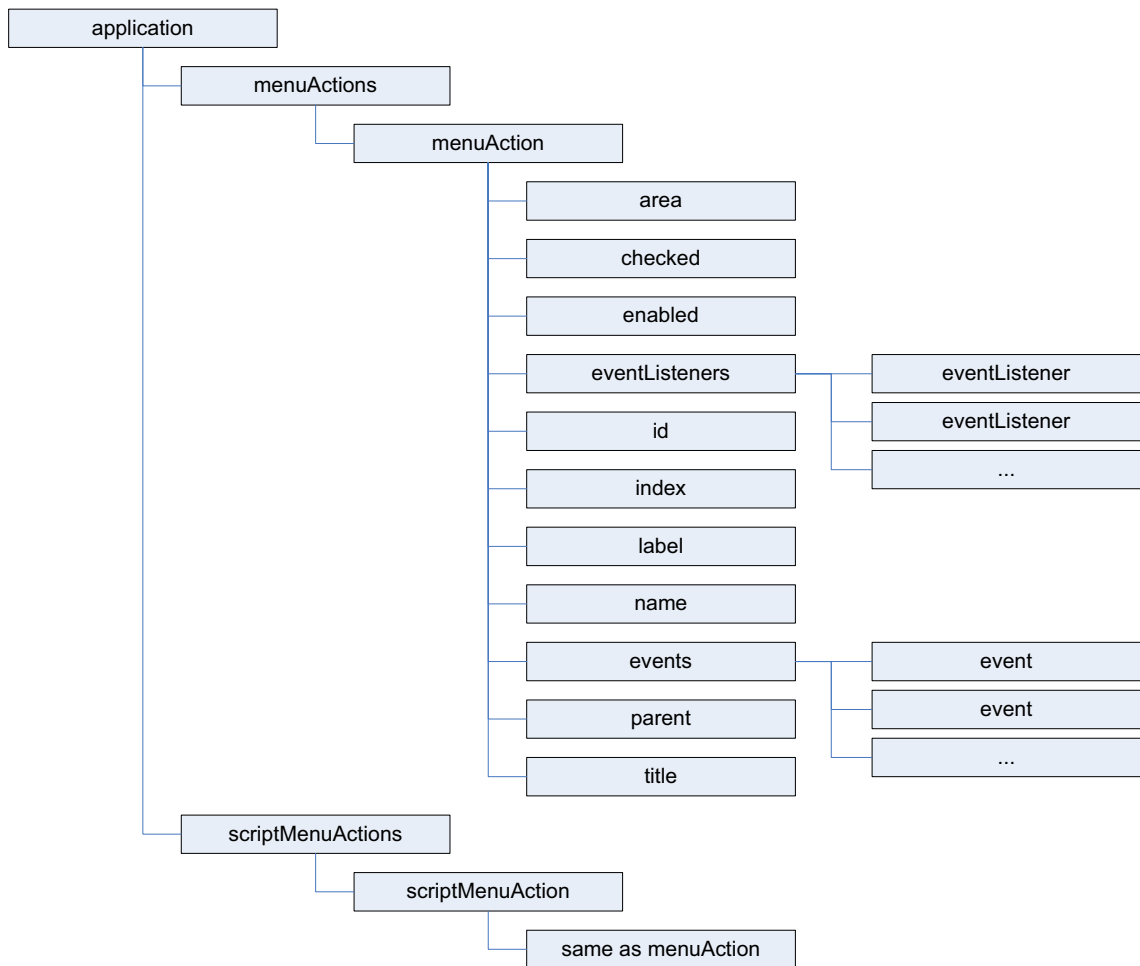 application
menuActions
menuAction
area
checked
enabled
eventListeners
eventListener
eventListener
...
id
index
label
name
events
event
event
...
parent
title
scriptMenuActions
scriptMenuAction
same as menuAction